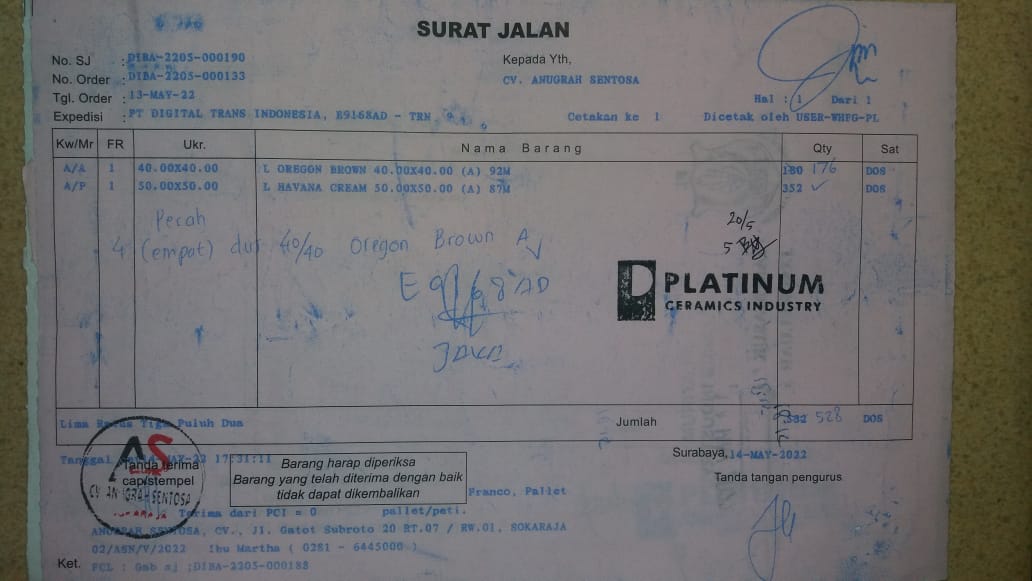 SURAT JALAN
No. SJ : DIBA-2205-000190
Kepada Yth,
No. Order : DIBA-2205-000133
CV. ANUGRAH SENTOSA
Tgl. Order : 13-MAY-22
Hal : 1 Dari 1
Expedisi : PT DIGITAL TRANS INDONESIA, E9168AD - TRN
Cetakan ke 1 Dicetak oleh USER-WHPG-PL
Kw/Mr FR Ukr. Nama Barang Qty Sat
A/A 1 40.00X40.00 L OREGON BROWN 40.00X40.00 (A) 92M 180 176 DOS
A/P 1 50.00X50.00 L HAVANA CREAM 50.00X50.00 (A) 87M 352 ✓ DOS
Pecah
4 (empat) dus 40/40 Oregon Brown A
20/5
5
E 9168 AD
PLATINUM
CERAMICS INDUSTRY
JAKA
Lima Ratus Tiga Puluh Dua
Jumlah 532 528 DOS
Surabaya, 14-MAY-2022
Tanggal 17:31:11
Tanda terima
cap/stempel
AS
CV ANUGRAH SENTOSA
Barang harap diperiksa
Barang yang telah diterima dengan baik
tidak dapat dikembalikan
Tanda tangan pengurus
Franco, Pallet
Terima dari PCI = 0 pallet/peti.
ANUGRAH SENTOSA, CV., Jl. Gatot Subroto 20 RT.07 / RW.01, SOKARAJA
02/ASN/V/2022 Ibu Martha ( 0281 - 6445000 )
Ket. PCL : Gab sj ;DIBA-2205-000188